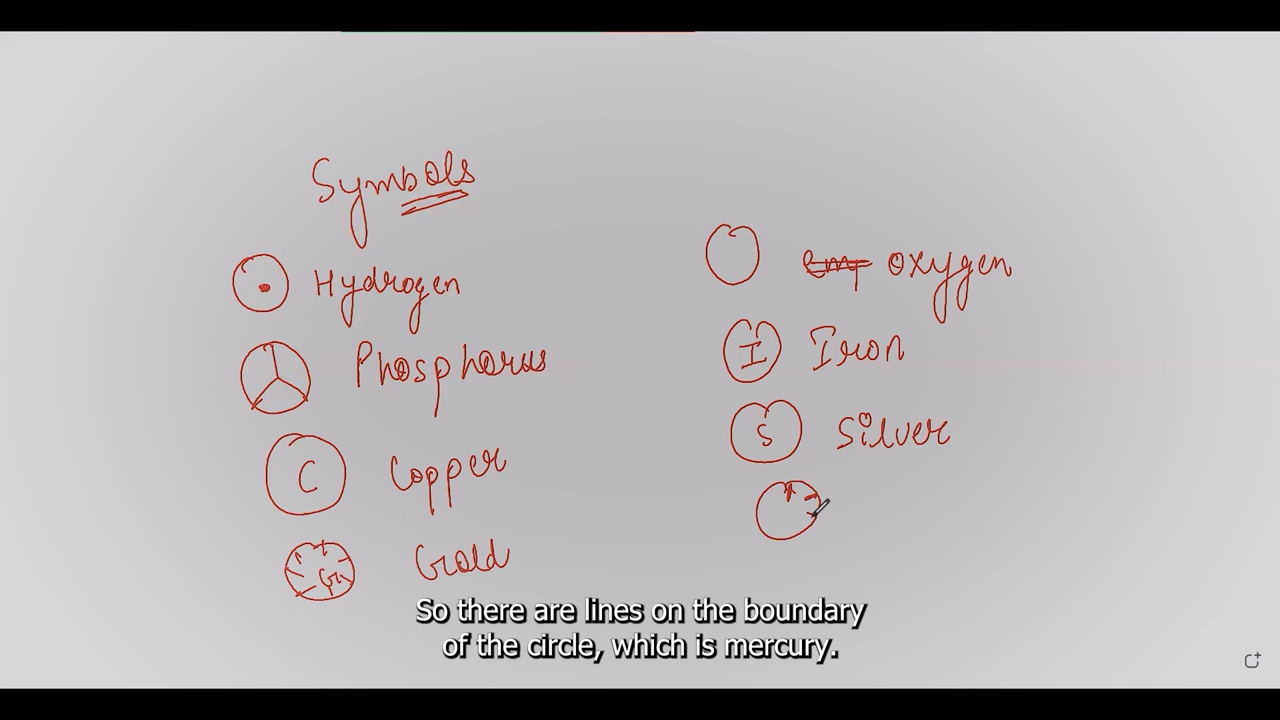 Symbols
Hydrogen
Phosphorus
C Copper
Gold
oxygen
I Iron
S Silver
So there are lines on the boundary
of the circle, which is mercury.